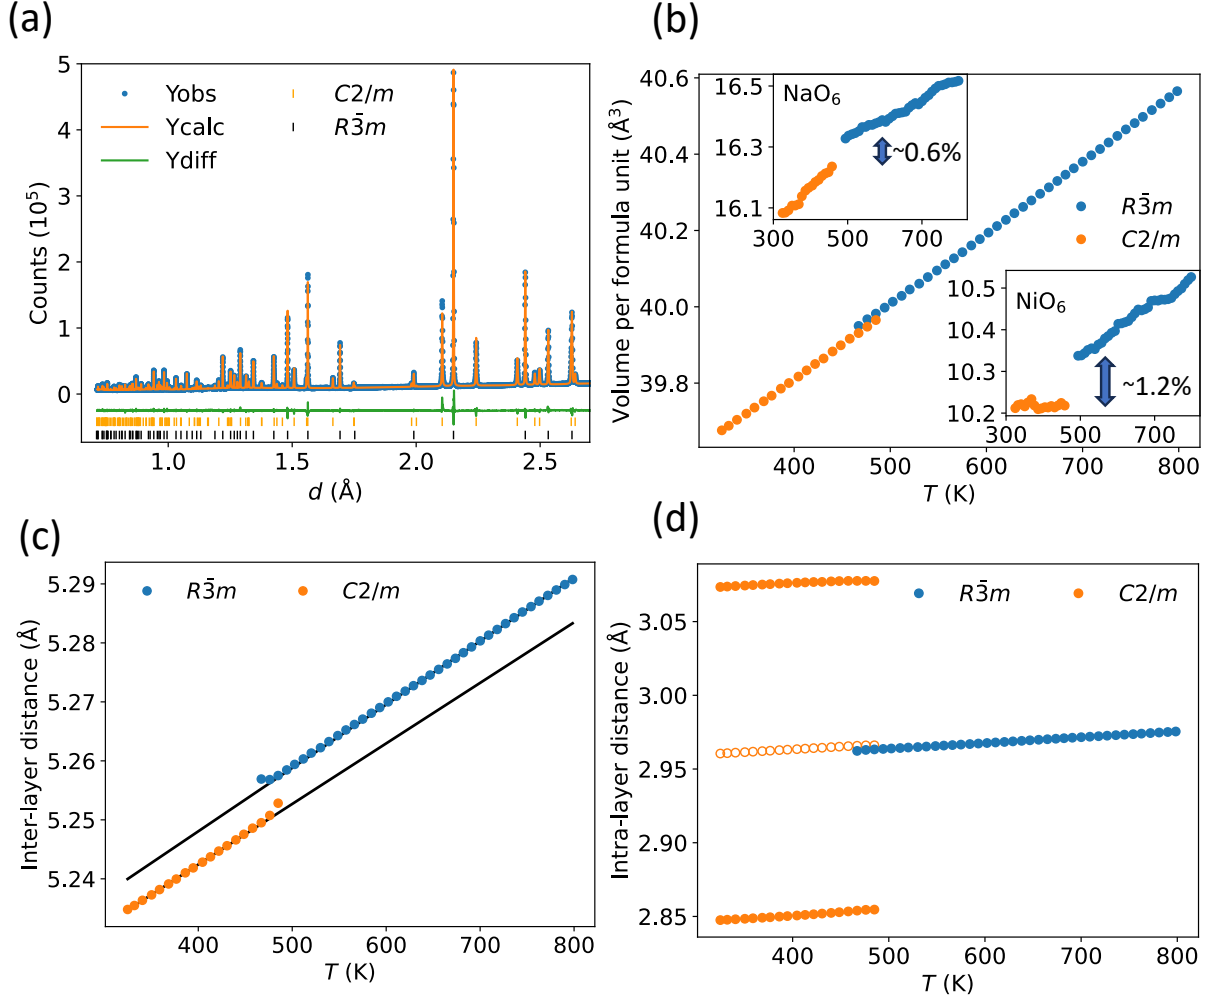 (a)
5
4
3
2
1
0
Counts (10⁵)
Yobs
Ycalc
Ydiff
C2/m
R3̄m
1.0
1.5
2.0
2.5
d (Å)
(b)
40.6
40.4
40.2
40.0
39.8
Volume per formula unit (Å³)
16.5
16.3
16.1
NaO₆
~0.6%
300
500
700
R3̄m
C2/m
10.5
10.4
10.3
10.2
NiO₆
~1.2%
300
500
700
400
500
600
700
800
T (K)
(c)
5.29
5.28
5.27
5.26
5.25
5.24
Inter-layer distance (Å)
R3̄m
C2/m
400
500
600
700
800
T (K)
(d)
3.05
3.00
2.95
2.90
2.85
Intra-layer distance (Å)
R3̄m
C2/m
400
500
600
700
800
T (K)